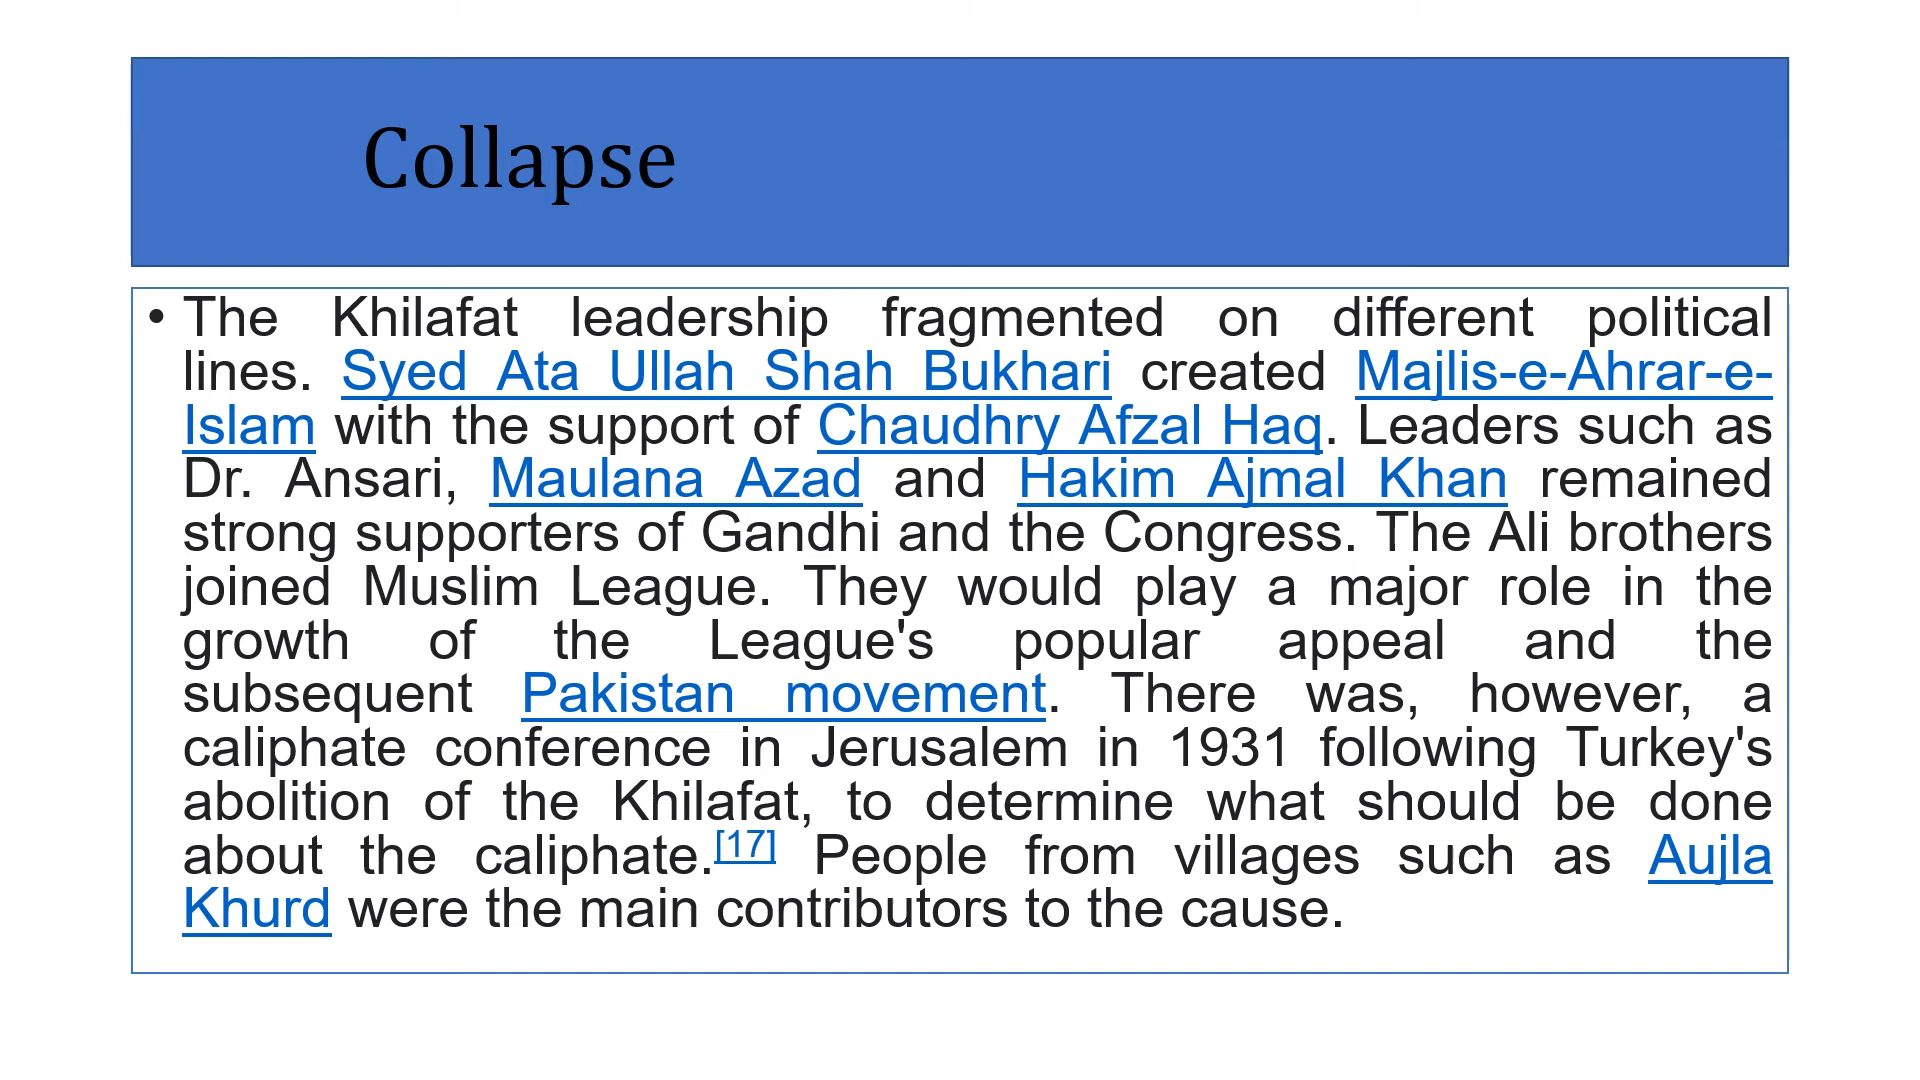 Collapse
• The Khilafat leadership fragmented on different political
lines. Syed Ata Ullah Shah Bukhari created Majlis-e-Ahrar-e-
Islam with the support of Chaudhry Afzal Haq. Leaders such as
Dr. Ansari, Maulana Azad and Hakim Ajmal Khan remained
strong supporters of Gandhi and the Congress. The Ali brothers
joined Muslim League. They would play a major role in the
growth of the League's popular appeal and the
subsequent Pakistan movement. There was, however, a
caliphate conference in Jerusalem in 1931 following Turkey's
abolition of the Khilafat, to determine what should be done
about the caliphate.[17] People from villages such as Aujla
Khurd were the main contributors to the cause.